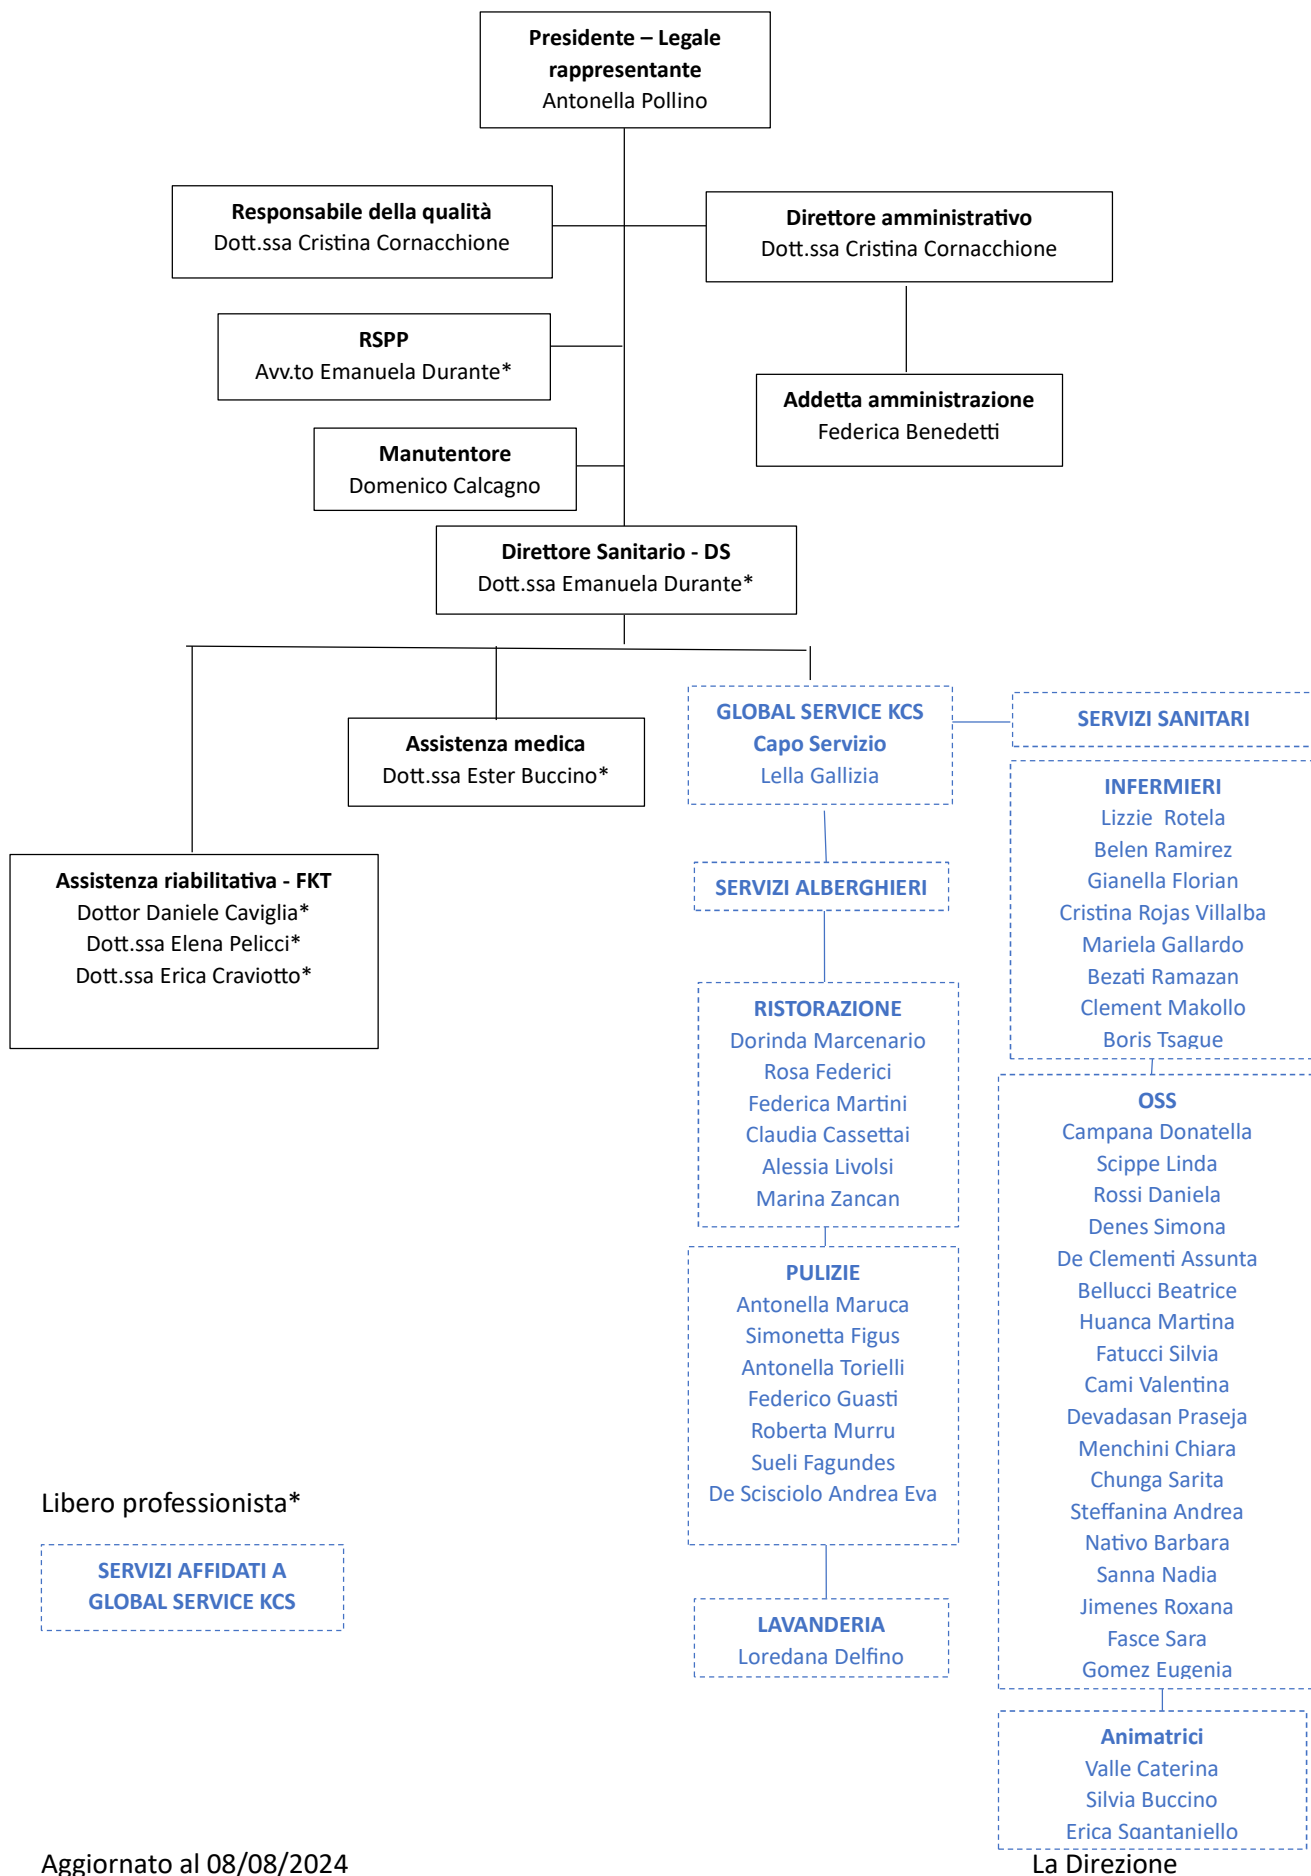 Presidente – Legale
rappresentante
Antonella Pollino
Responsabile della qualità
Dott.ssa Cristina Cornacchione
Direttore amministrativo
Dott.ssa Cristina Cornacchione
RSPP
Avv.to Emanuela Durante*
Addetta amministrazione
Federica Benedetti
Manutentore
Domenico Calcagno
Direttore Sanitario - DS
Dott.ssa Emanuela Durante*
Assistenza medica
Dott.ssa Ester Buccino*
Assistenza riabilitativa - FKT
Dottor Daniele Caviglia*
Dott.ssa Elena Pelicci*
Dott.ssa Erica Craviotto*
GLOBAL SERVICE KCS
Capo Servizio
Lella Gallizia
SERVIZI ALBERGHIERI
RISTORAZIONE
Dorinda Marcenario
Rosa Federici
Federica Martini
Claudia Cassettai
Alessia Livolsi
Marina Zancan
PULIZIE
Antonella Maruca
Simonetta Figus
Antonella Torielli
Federico Guasti
Roberta Murru
Sueli Fagundes
De Scisciolo Andrea Eva
LAVANDERIA
Loredana Delfino
SERVIZI SANITARI
INFERMIERI
Lizzie  Rotela
Belen Ramirez
Gianella Florian
Cristina Rojas Villalba
Mariela Gallardo
Bezati Ramazan
Clement Makollo
Boris Tsague
OSS
Campana Donatella
Scippe Linda
Rossi Daniela
Denes Simona
De Clementi Assunta
Bellucci Beatrice
Huanca Martina
Fatucci Silvia
Cami Valentina
Devadasan Praseja
Menchini Chiara
Chunga Sarita
Steffanina Andrea
Nativo Barbara
Sanna Nadia
Jimenes Roxana
Fasce Sara
Gomez Eugenia
Animatrici
Valle Caterina
Silvia Buccino
Erica
Libero professionista*
SERVIZI AFFIDATI A
GLOBAL SERVICE KCS
Aggiornato al 08/08/2024
La Direzione